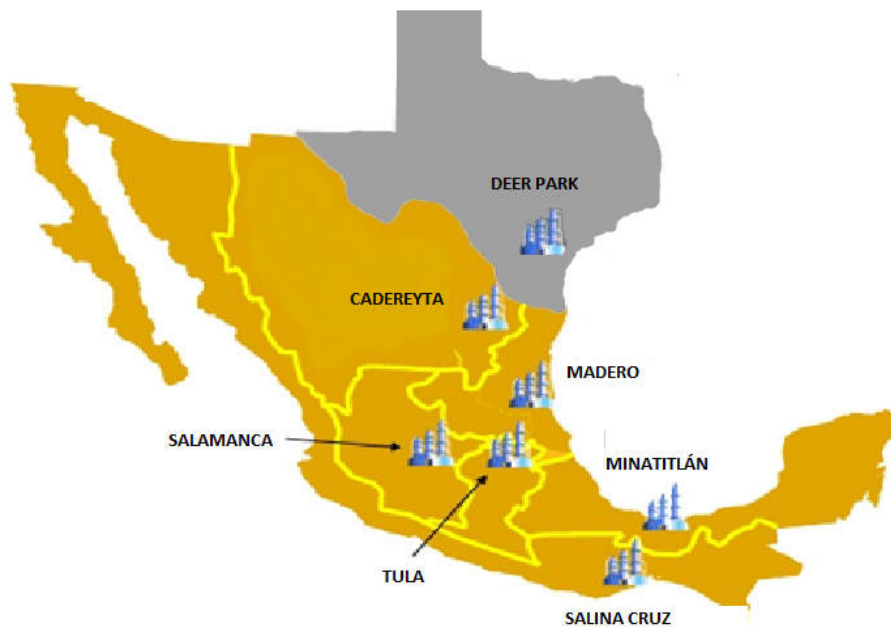 DEER PARK
CADEREYTA
MADERO
SALAMANCA
MINATITLÁN
TULA
SALINA CRUZ